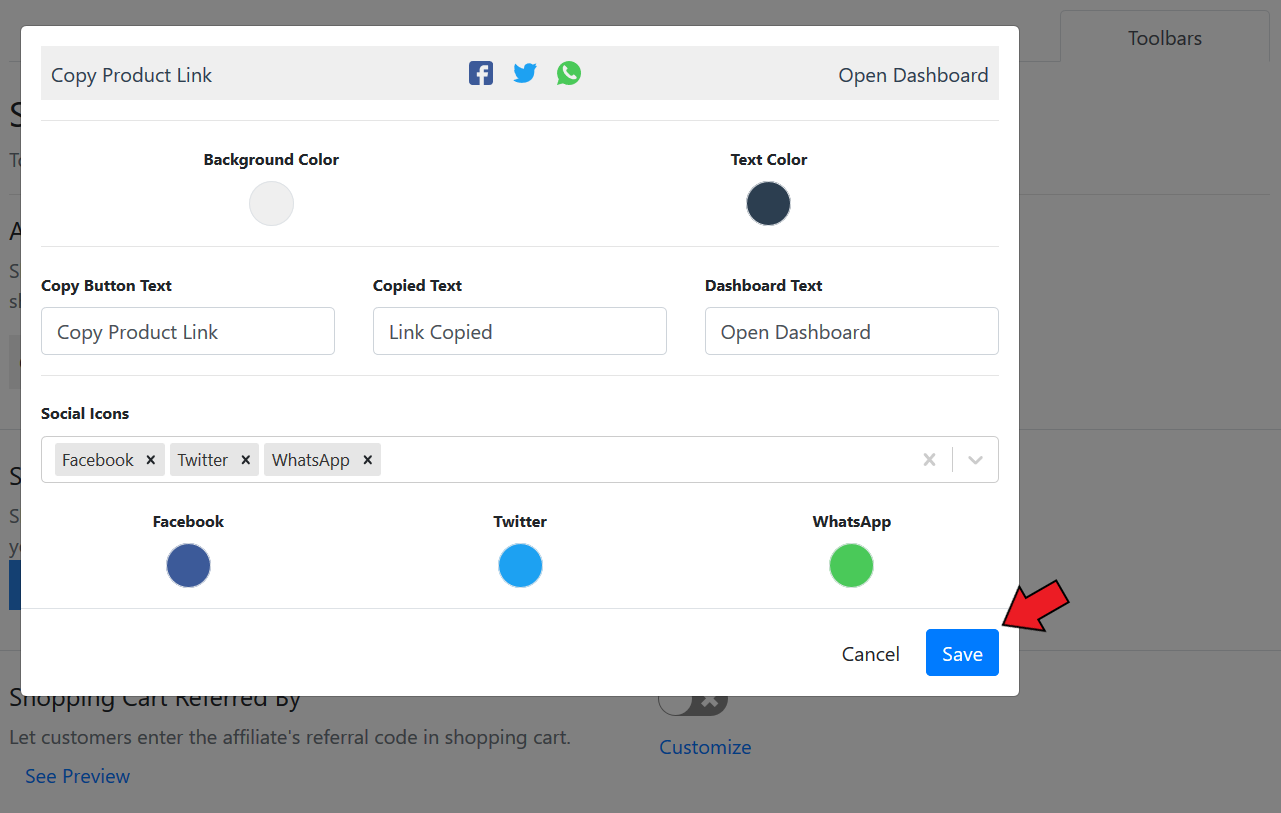 Toolbars
Copy Product Link
Open Dashboard
Background Color
Text Color
Copy Button Text
Copied Text
Dashboard Text
Copy Product Link
Link Copied
Open Dashboard
Social Icons
Facebook
Twitter
WhatsApp
Facebook
Twitter
WhatsApp
Cancel
Save
Shopping Cart Referred By
Let customers enter the affiliate's referral code in shopping cart.
Customize
See Preview